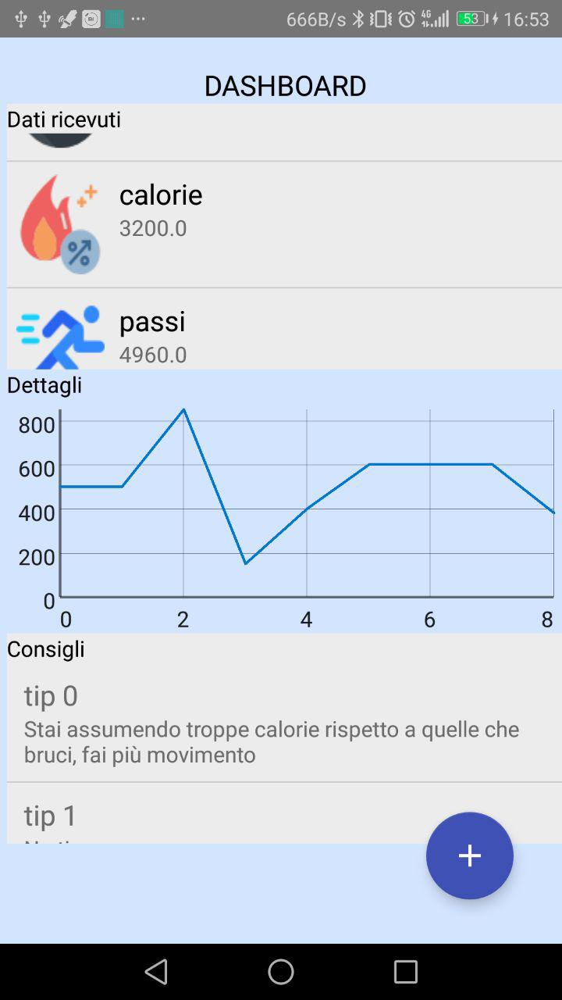 666B/s 4G 53 16:53
DASHBOARD
Dati ricevuti
calorie
3200.0
passi
4960.0
Dettagli
800
600
400
200
0
0 2 4 6 8
Consigli
tip 0
Stai assumendo troppe calorie rispetto a quelle che
bruci, fai più movimento
tip 1